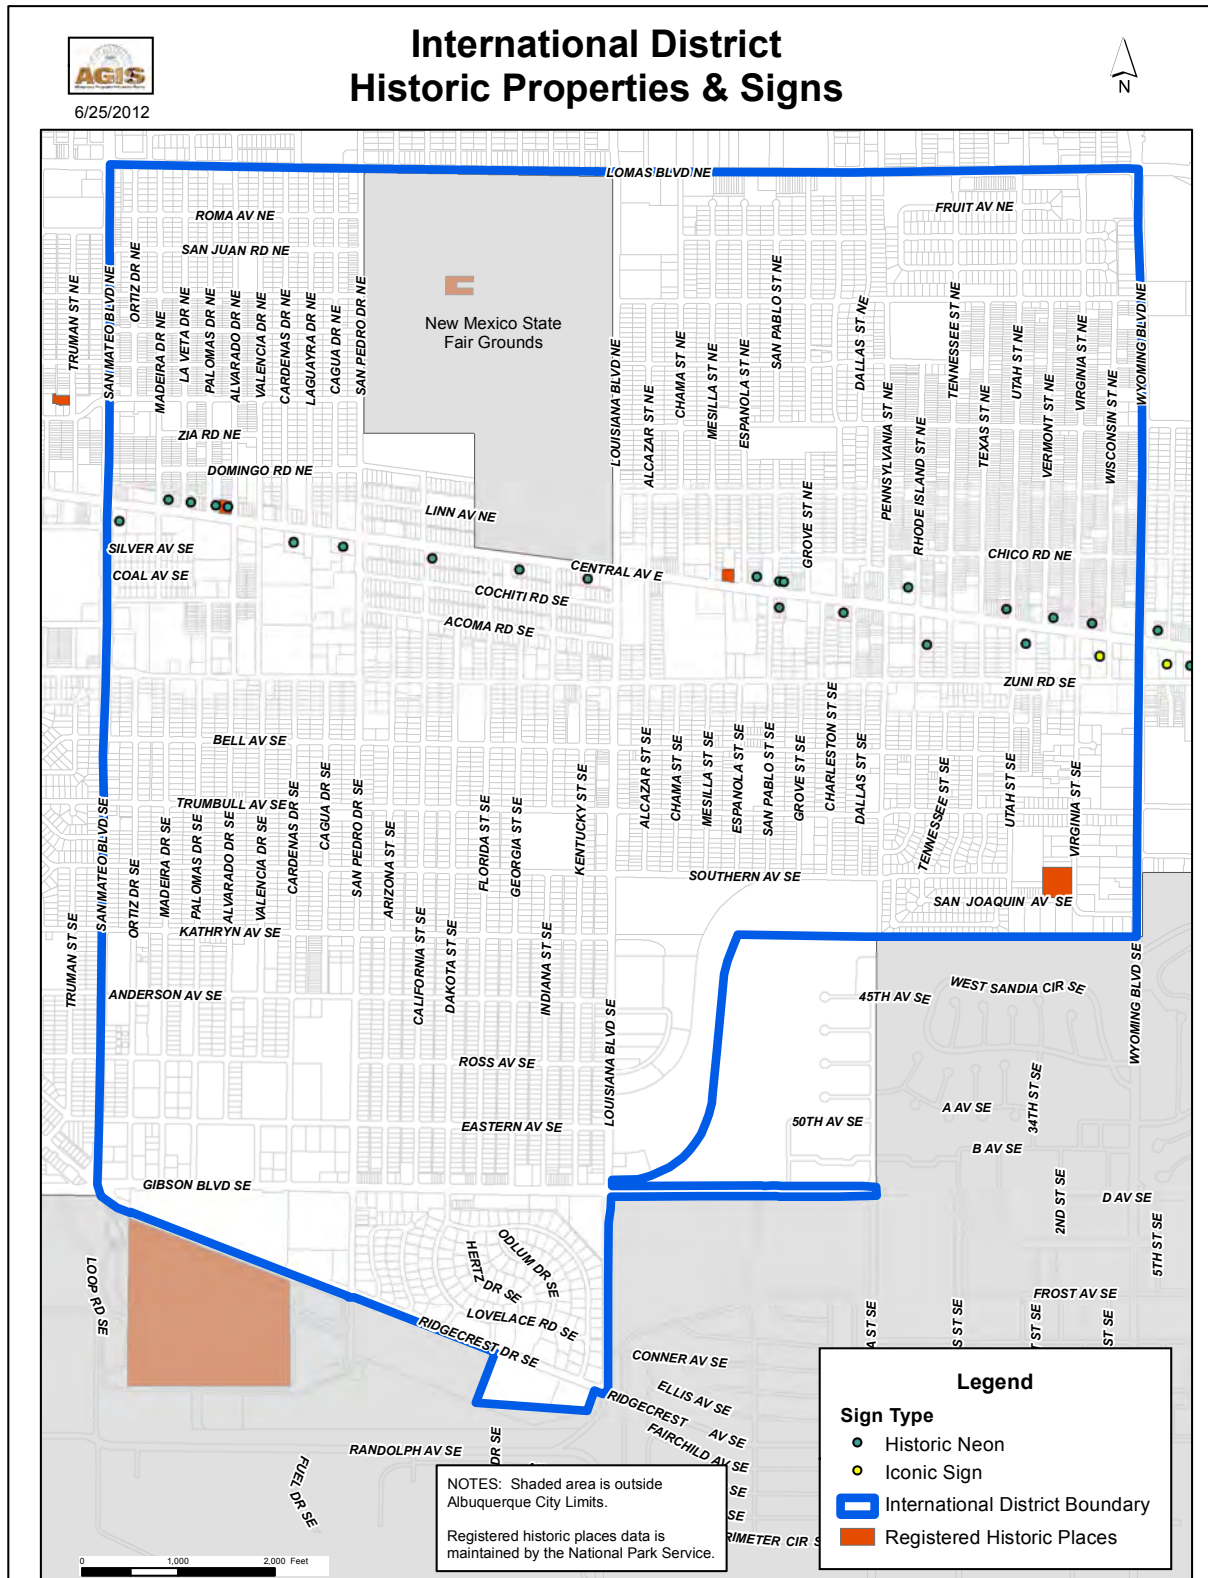 International District
Historic Properties & Signs
AGIS
6/25/2012
N
LOMAS BLVD NE
ROMA AV NE
FRUIT AV NE
SAN JUAN RD NE
TRUMAN ST NE
SAN MATEO BLVD NE
ORTIZ DR NE
MADEIRA DR NE
LA VETA DR NE
PALOMAS DR NE
ALVARADO DR NE
VALENCIA DR NE
CARDENAS DR NE
LAGUAYRA DR NE
CAGUA DR NE
SAN PEDRO DR NE
New Mexico State
Fair Grounds
LOUISIANA BLVD NE
ALCAZAR ST NE
CHAMA ST NE
MESILLA ST NE
ESPANOLA ST NE
SAN PABLO ST NE
DALLAS ST NE
PENNSYLVANIA ST NE
RHODE ISLAND ST NE
TENNESSEE ST NE
TEXAS ST NE
UTAH ST NE
VERMONT ST NE
VIRGINIA ST NE
WISCONSIN ST NE
WYOMING BLVD NE
ZIA RD NE
DOMINGO RD NE
LINN AV NE
GROVE ST NE
CHICO RD NE
SILVER AV SE
COAL AV SE
CENTRAL AV E
COCHITI RD SE
ACOMA RD SE
ZUNI RD SE
BELL AV SE
TRUMBULL AV SE
TRUMAN ST SE
SAN MATEO BLVD SE
ORTIZ DR SE
MADEIRA DR SE
PALOMAS DR SE
ALVARADO DR SE
VALENCIA DR SE
CARDENAS DR SE
CAGUA DR SE
SAN PEDRO DR SE
ARIZONA ST SE
CALIFORNIA ST SE
DAKOTA ST SE
FLORIDA ST SE
GEORGIA ST SE
INDIANA ST SE
KENTUCKY ST SE
LOUISIANA BLVD SE
ALCAZAR ST SE
CHAMA ST SE
MESILLA ST SE
ESPANOLA ST SE
SAN PABLO ST SE
GROVE ST SE
CHARLESTON ST SE
DALLAS ST SE
TENNESSEE ST SE
UTAH ST SE
VIRGINIA ST SE
SOUTHERN AV SE
SAN JOAQUIN AV SE
KATHRYN AV SE
WYOMING BLVD SE
ANDERSON AV SE
45TH AV SE
WEST SANDIA CIR SE
ROSS AV SE
34TH ST SE
A AV SE
EASTERN AV SE
50TH AV SE
B AV SE
GIBSON BLVD SE
2ND ST SE
D AV SE
5TH ST SE
LOOP RD SE
HERTZ DR SE
ODLUM DR SE
LOVELACE RD SE
RIDGECREST DR SE
FROST AV SE
A ST SE
S ST SE
T ST SE
ST SE
CONNER AV SE
ELLIS AV SE
RIDGECREST AV SE
FAIRCHILD AV SE
RANDOLPH AV SE
DR SE
FUEL DR SE
SE
SE
RIMETER CIR S
NOTES: Shaded area is outside
Albuquerque City Limits.
Registered historic places data is
maintained by the National Park Service.
Legend
Sign Type
Historic Neon
Iconic Sign
International District Boundary
Registered Historic Places
0 1,000 2,000 Feet